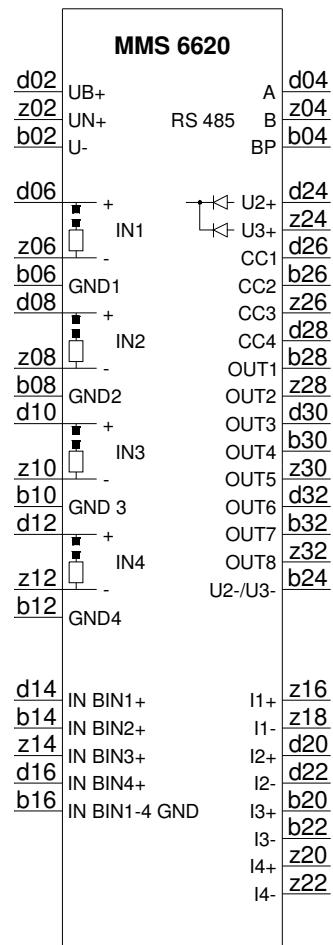 MMS 6620
d02 UB+ A d04
z02 UN+ RS 485 B z04
b02 U- BP b04
d06 + U2+ d24
IN1 U3+ z24
z06 - CC1 d26
b06 GND1 CC2 b26
d08 + CC3 z26
IN2 CC4 d28
z08 - OUT1 b28
b08 GND2 OUT2 z28
d10 + OUT3 d30
IN3 OUT4 b30
z10 - OUT5 z30
b10 GND 3 OUT6 d32
d12 + OUT7 b32
IN4 OUT8 z32
z12 - U2-/U3- b24
b12 GND4
d14 IN BIN1+ I1+ z16
b14 IN BIN2+ I1- z18
z14 IN BIN3+ I2+ d20
d16 IN BIN4+ I2- d22
b16 IN BIN1-4 GND I3+ b20
I3- b22
I4+ z20
I4- z22